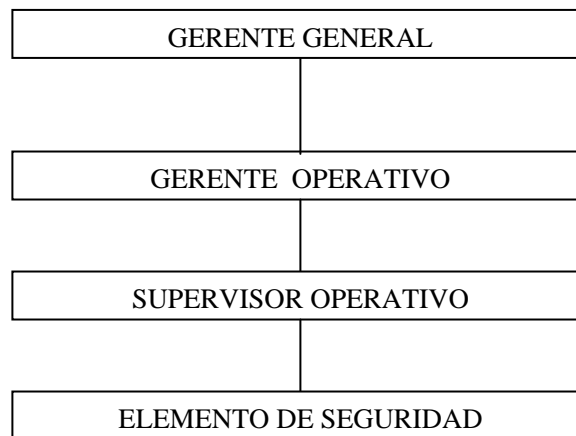 GERENTE GENERAL
GERENTE OPERATIVO
SUPERVISOR OPERATIVO
ELEMENTO DE SEGURIDAD